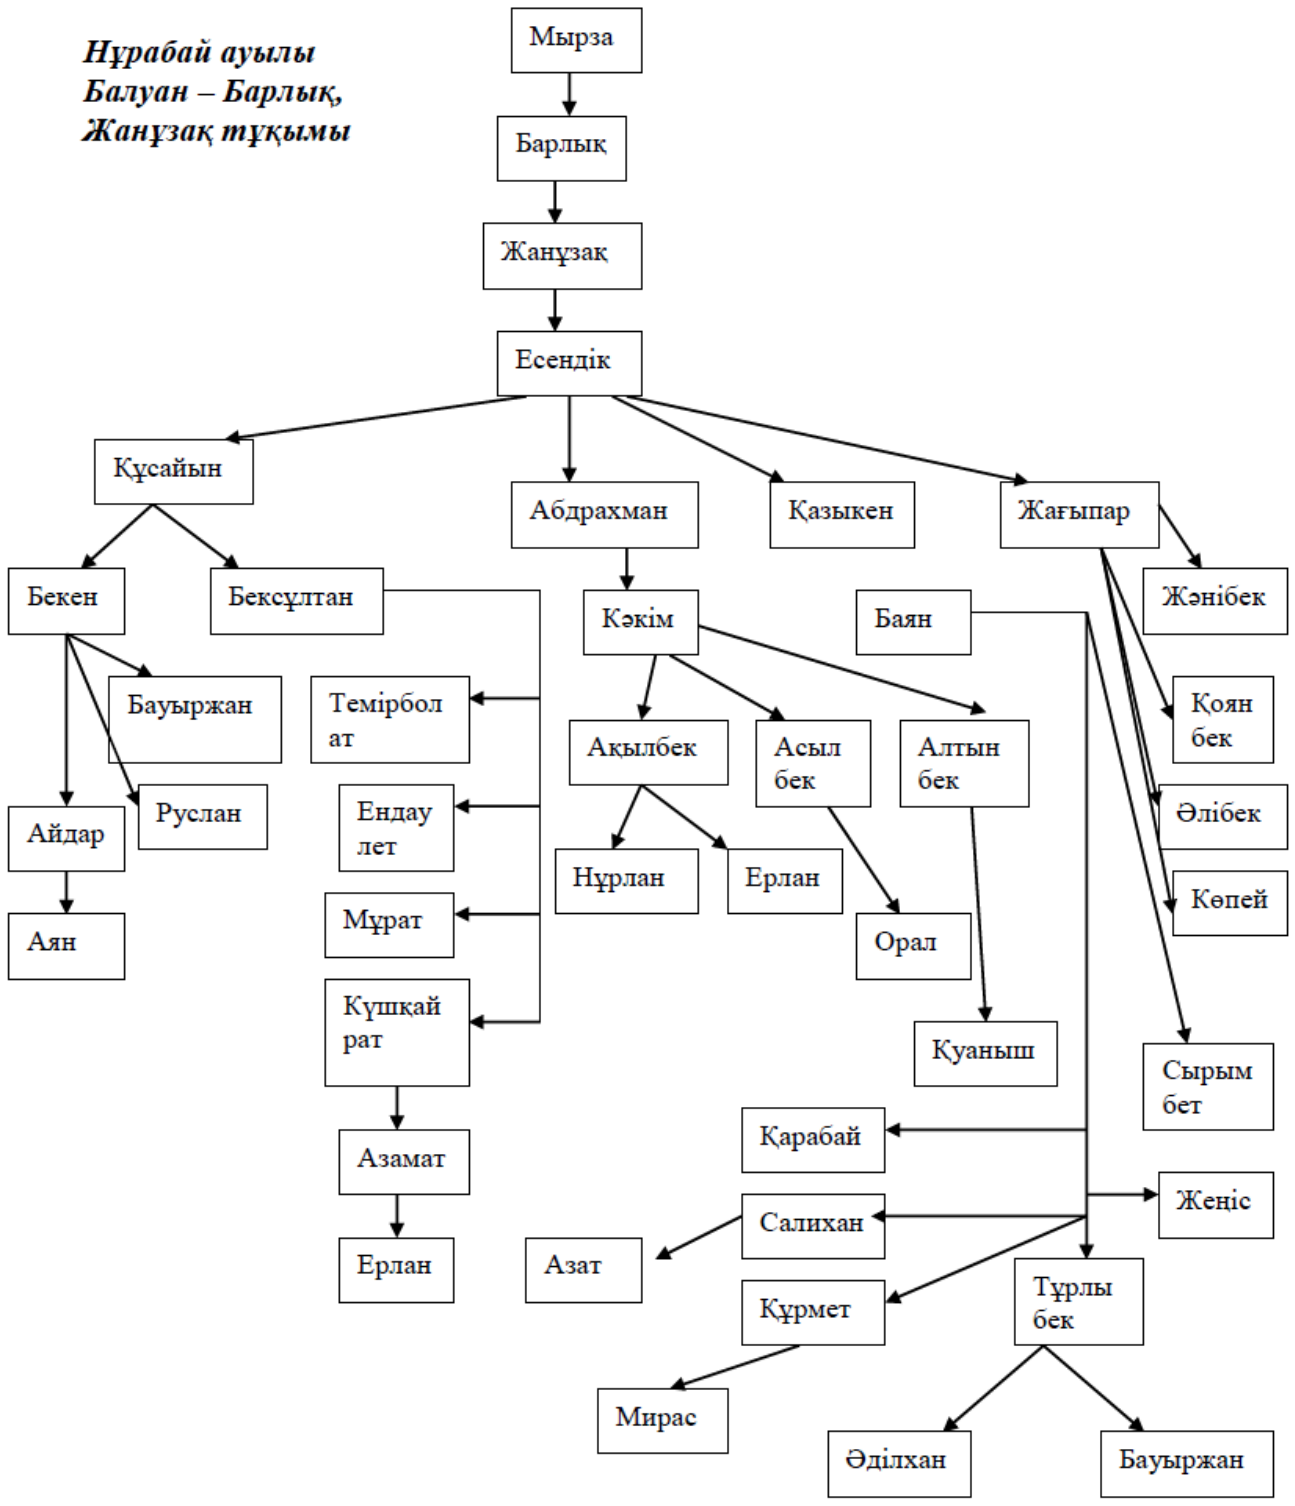 Нұрабай ауылы
Балуан – Барлық,
Жанұзақ тұқымы
Мырза
Барлық
Жанұзақ
Есендік
Құсайын
Абдрахман
Қазыкен
Жағыпар
Бекен
Бексұлтан
Кәкім
Баян
Жәнібек
Бауыржан
Темірбол
ат
Ақылбек
Асыл
бек
Алтын
бек
Қоян
бек
Айдар
Руслан
Ендау
лет
Әлібек
Нұрлан
Ерлан
Көпей
Аян
Мұрат
Орал
Күшқай
рат
Қуаныш
Сырым
бет
Қарабай
Азамат
Салихан
Жеңіс
Ерлан
Азат
Құрмет
Тұрлы
бек
Мирас
Әділхан
Бауыржан